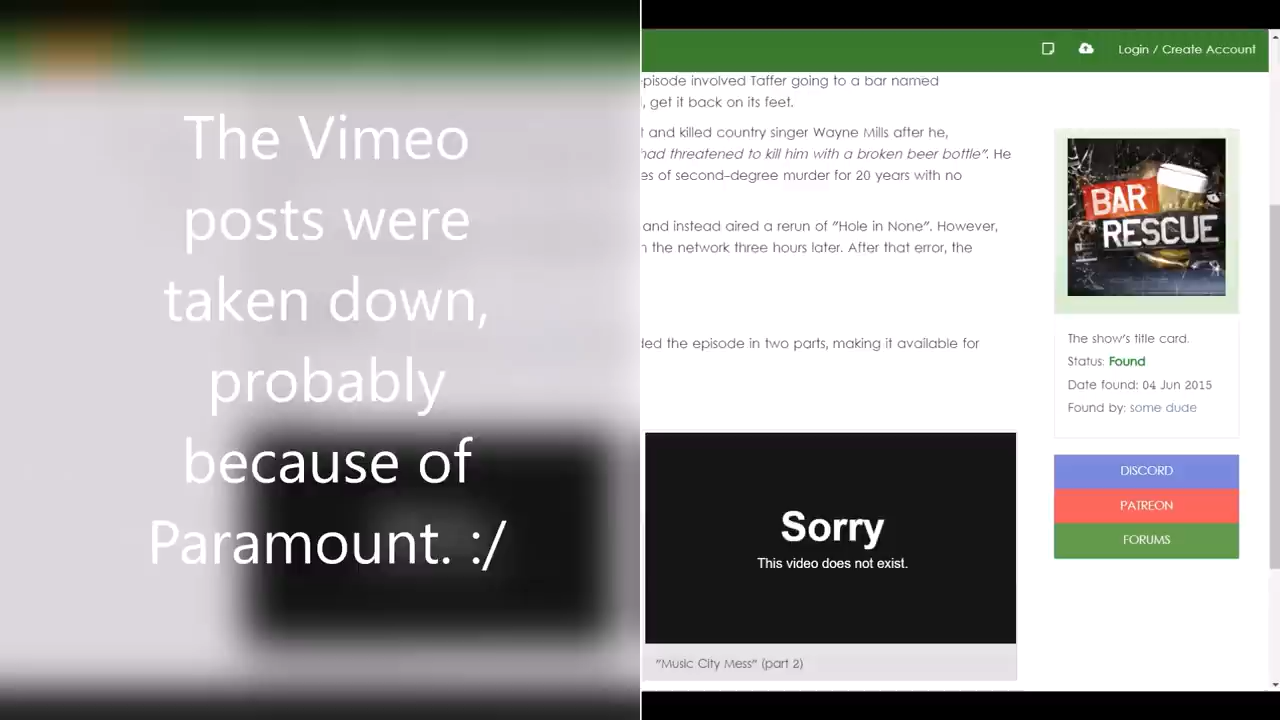 The Vimeo
posts were
taken down,
probably
because of
Paramount. :/
Login / Create Account
episode involved Taffer going to a bar named
, get it back on its feet.
t and killed country singer Wayne Mills after he,
had threatened to kill him with a broken beer bottle". He
es of second-degree murder for 20 years with no
and instead aired a rerun of "Hole in None". However,
n the network three hours later. After that error, the
ded the episode in two parts, making it available for
Sorry
This video does not exist.
"Music City Mess" (part 2)
BAR
RESCUE
The show's title card.
Status: Found
Date found: 04 Jun 2015
Found by: some dude
DISCORD
PATREON
FORUMS